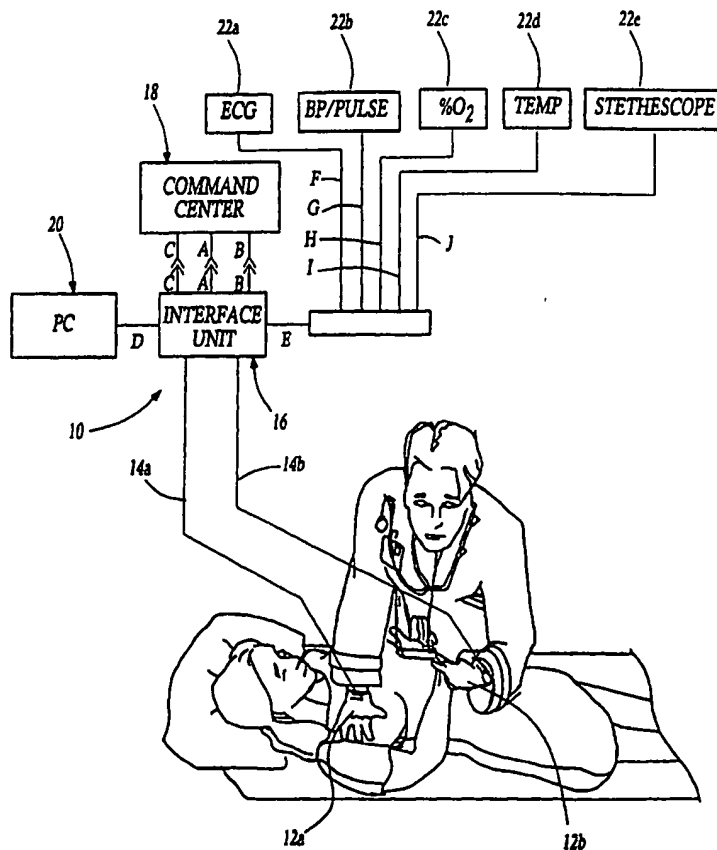 22a 22b 22c 22d 22e
18
ECG BP/PULSE %O2 TEMP STETHESCOPE
COMMAND
CENTER
F
G
H
I
J
20
C A B
C A B
PC
D
INTERFACE
UNIT
E
10
16
14a
14b
12a
12b